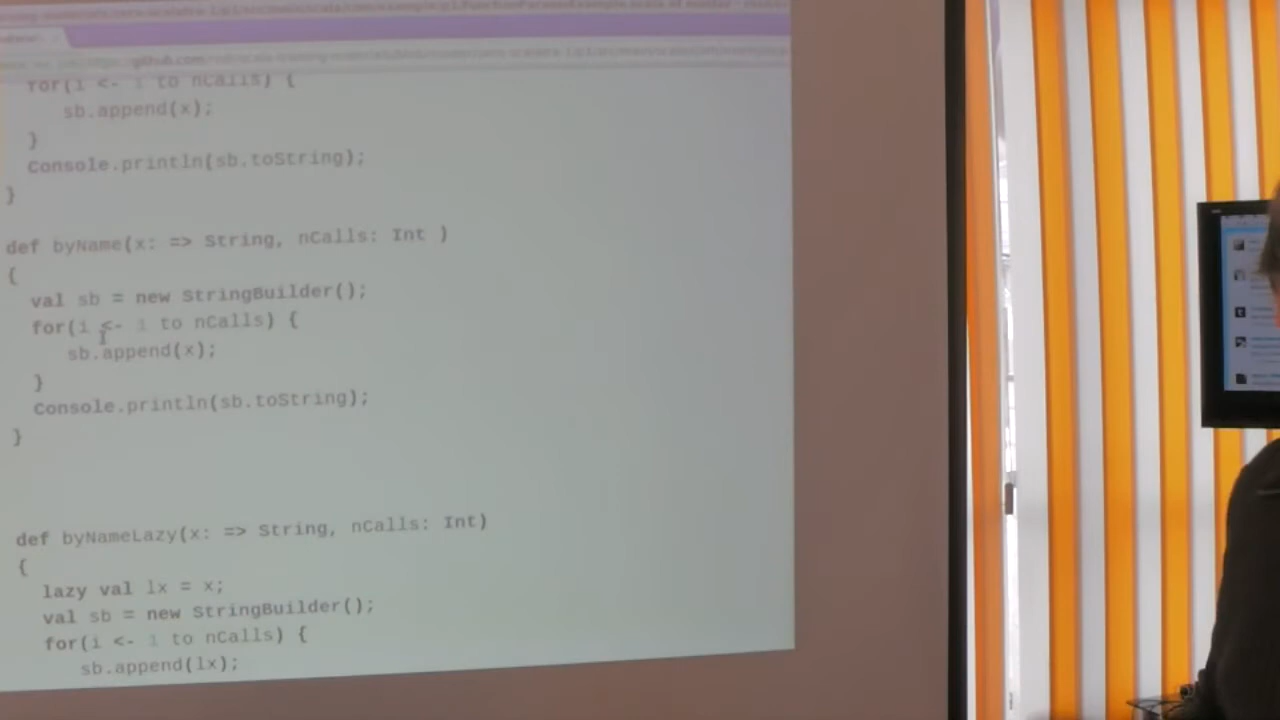 for(i <- 1 to nCalls) {
sb.append(x);
}
Console.println(sb.toString);
}
def byName(x: => String, nCalls: Int )
{
val sb = new StringBuilder();
for(i <- 1 to nCalls) {
sb.append(x);
}
Console.println(sb.toString);
}
def byNameLazy(x: => String, nCalls: Int)
{
lazy val lx = x;
val sb = new StringBuilder();
for(i <- 1 to nCalls) {
sb.append(lx);